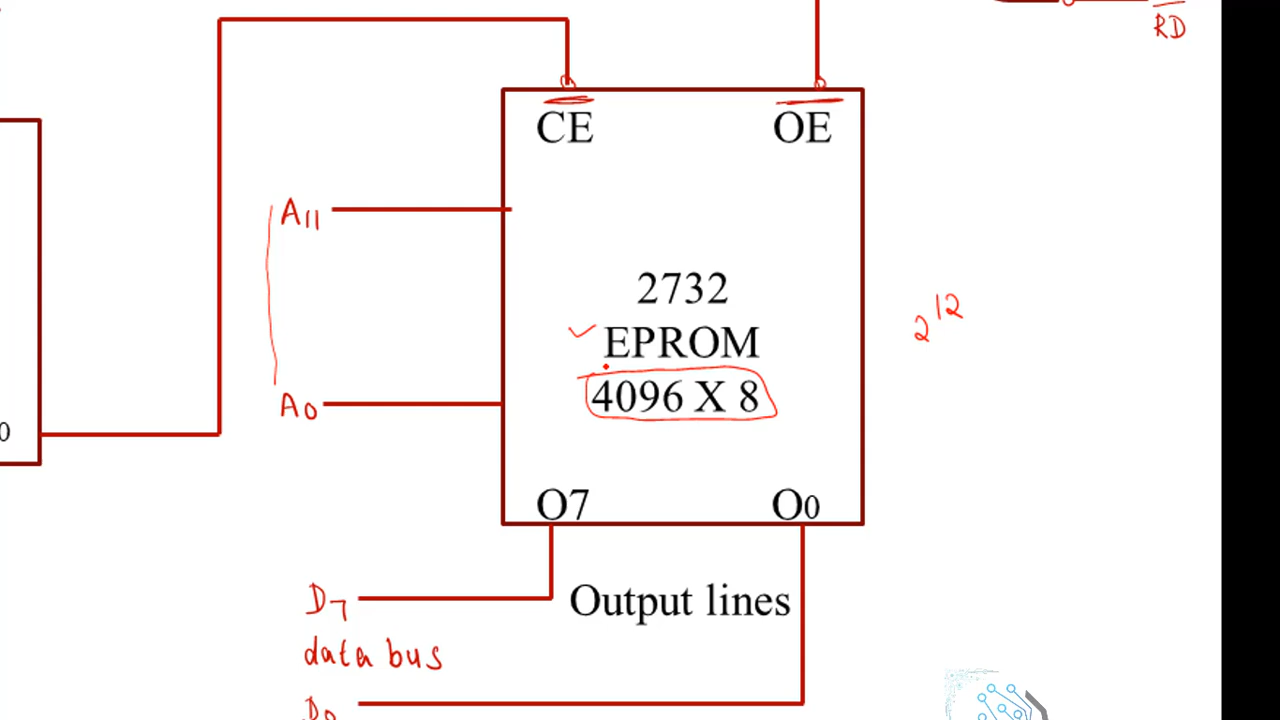 RD
CE OE
A11
2732
EPROM
4096 X 8
2^12
A0
0
O7 O0
D7 Output lines
data bus
D0